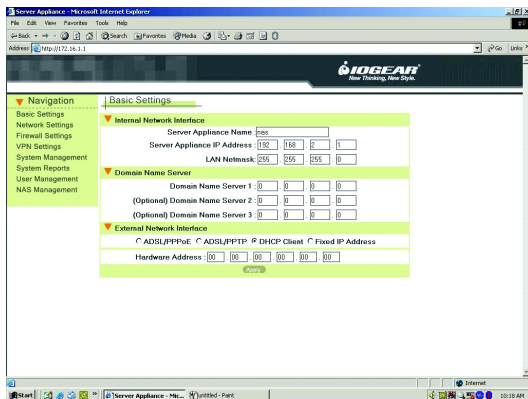 Server Appliance - Microsoft Internet Explorer
File Edit View Favorites Tools Help
Back Search Favorites Media
Address http://172.16.1.1 Go Links
IOGEAR
New Thinking, New Style.
Navigation
Basic Settings
Network Settings
Firewall Settings
VPN Settings
System Management
System Reports
User Management
NAS Management
Basic Settings
Internal Network Interface
Server Appliance Name : nas
Server Appliance IP Address : 192 . 168 . 2 . 1
LAN Netmask: 255 . 255 . 255 . 0
Domain Name Server
Domain Name Server 1 : 0 . 0 . 0 . 0
(Optional) Domain Name Server 2 : 0 . 0 . 0 . 0
(Optional) Domain Name Server 3 : 0 . 0 . 0 . 0
External Network Interface
ADSL/PPPoE ADSL/PPTP DHCP Client Fixed IP Address
Hardware Address : 00 . 00 . 00 . 00 . 00 . 00
Apply
Internet
Start Server Appliance - Mic... untitled - Paint 10:18 AM